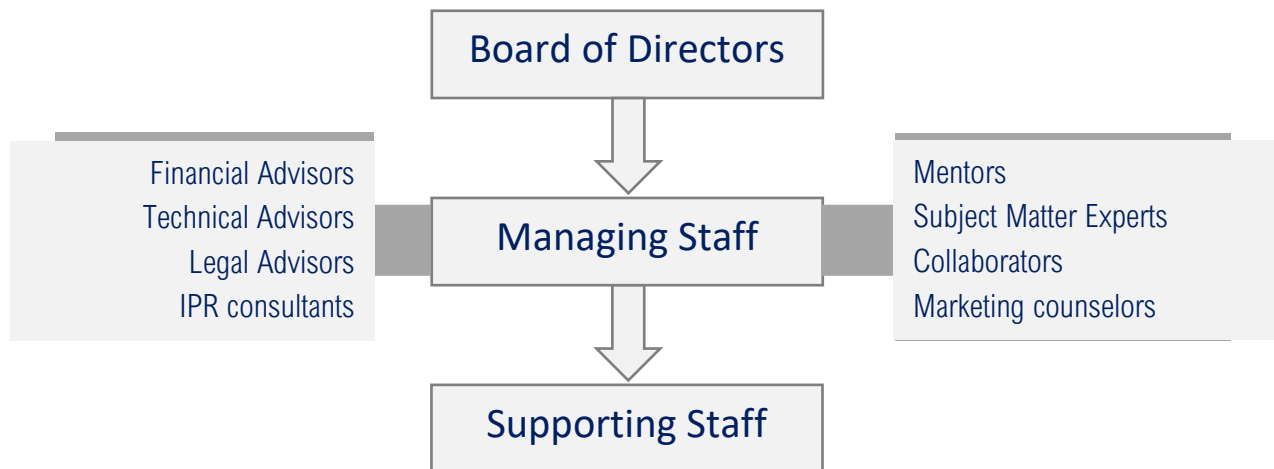 Board of Directors
Financial Advisors
Technical Advisors
Legal Advisors
IPR consultants
Managing Staff
Mentors
Subject Matter Experts
Collaborators
Marketing counselors
Supporting Staff